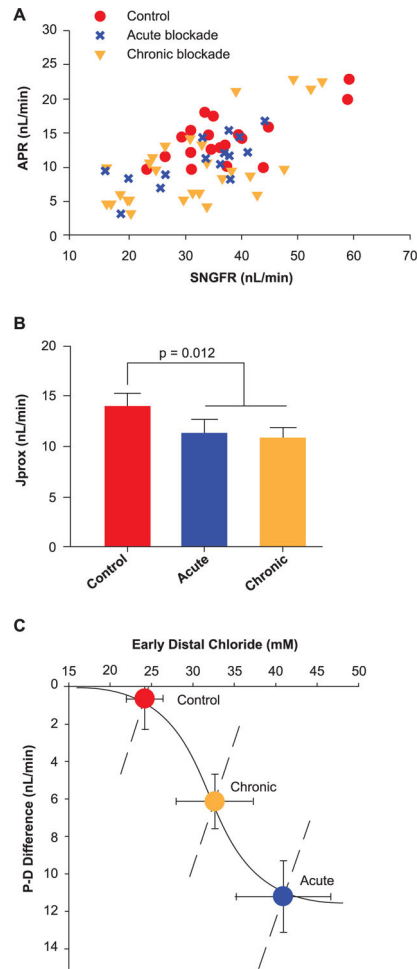 A
Control
Acute blockade
Chronic blockade
30
25
20
15
10
5
0
APR (nL/min)
10 20 30 40 50 60 70
SNGFR (nL/min)
B
20
15
10
5
0
Jprox (nL/min)
p = 0.012
Control
Acute
Chronic
C
Early Distal Chloride (mM)
15 20 25 30 35 40 45 50
0
2
4
6
8
10
12
14
P-D Difference (nL/min)
Control
Chronic
Acute